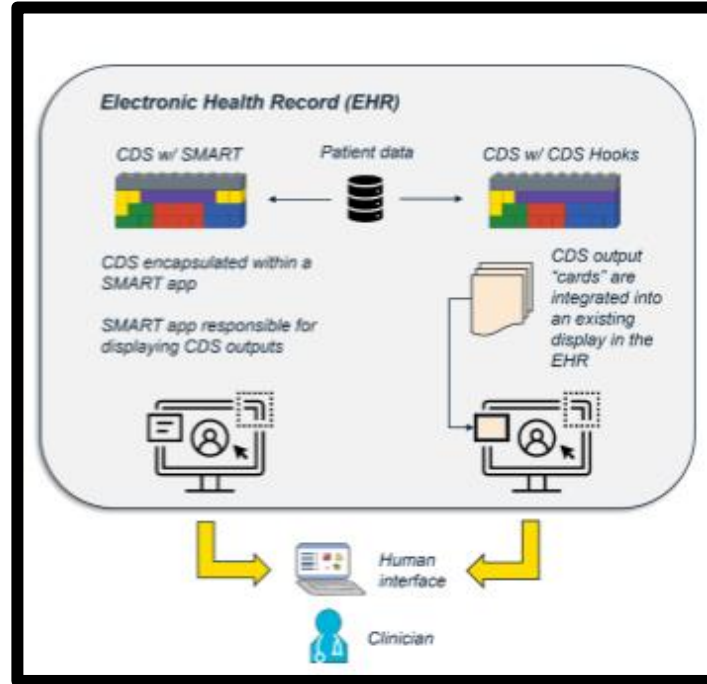 Electronic Health Record (EHR)
CDS w/ SMART
Patient data
CDS w/ CDS Hooks
CDS encapsulated within a
SMART app
SMART app responsible for
displaying CDS outputs
CDS output
“cards” are
integrated into
an existing
display in the
EHR
Human
interface
Clinician